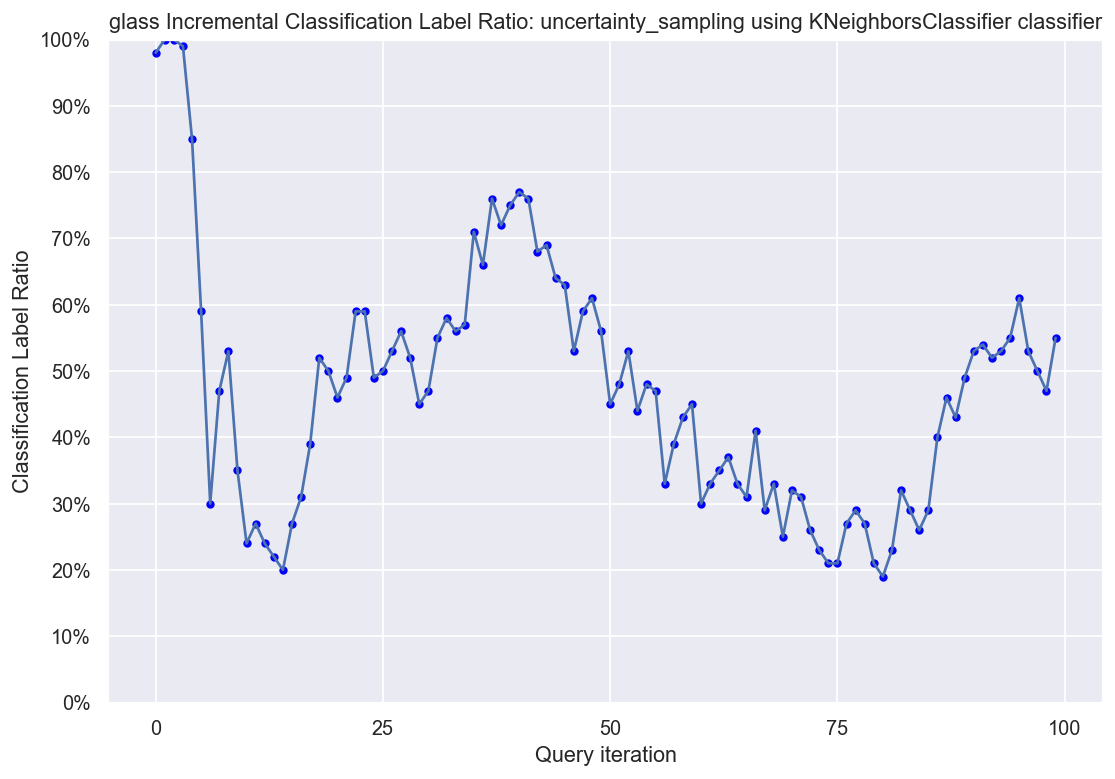 glass Incremental Classification Label Ratio: uncertainty_sampling using KNeighborsClassifier classifier
100%
90%
80%
70%
60%
50%
40%
30%
20%
10%
0%
Classification Label Ratio
0 25 50 75 100
Query iteration